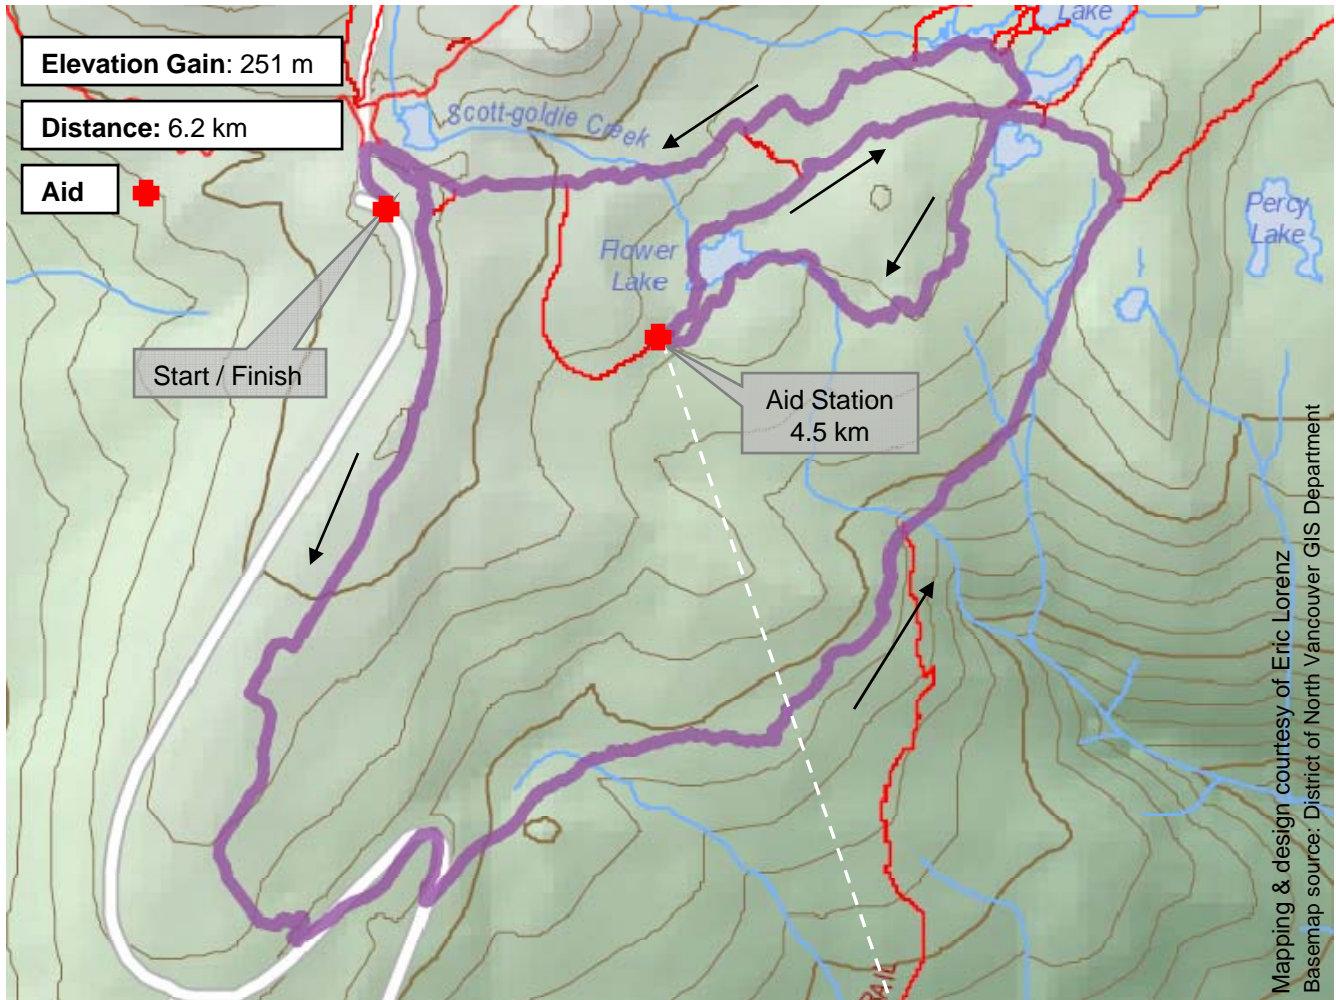 Lake
Elevation Gain: 251 m
Distance: 6.2 km
Scott-goldie Creek
Aid
Percy
Lake
Flower
Lake
Start / Finish
Aid Station
4.5 km
Mapping & design courtesy of Eric Lorenz
Basemap source: District of North Vancouver GIS Department